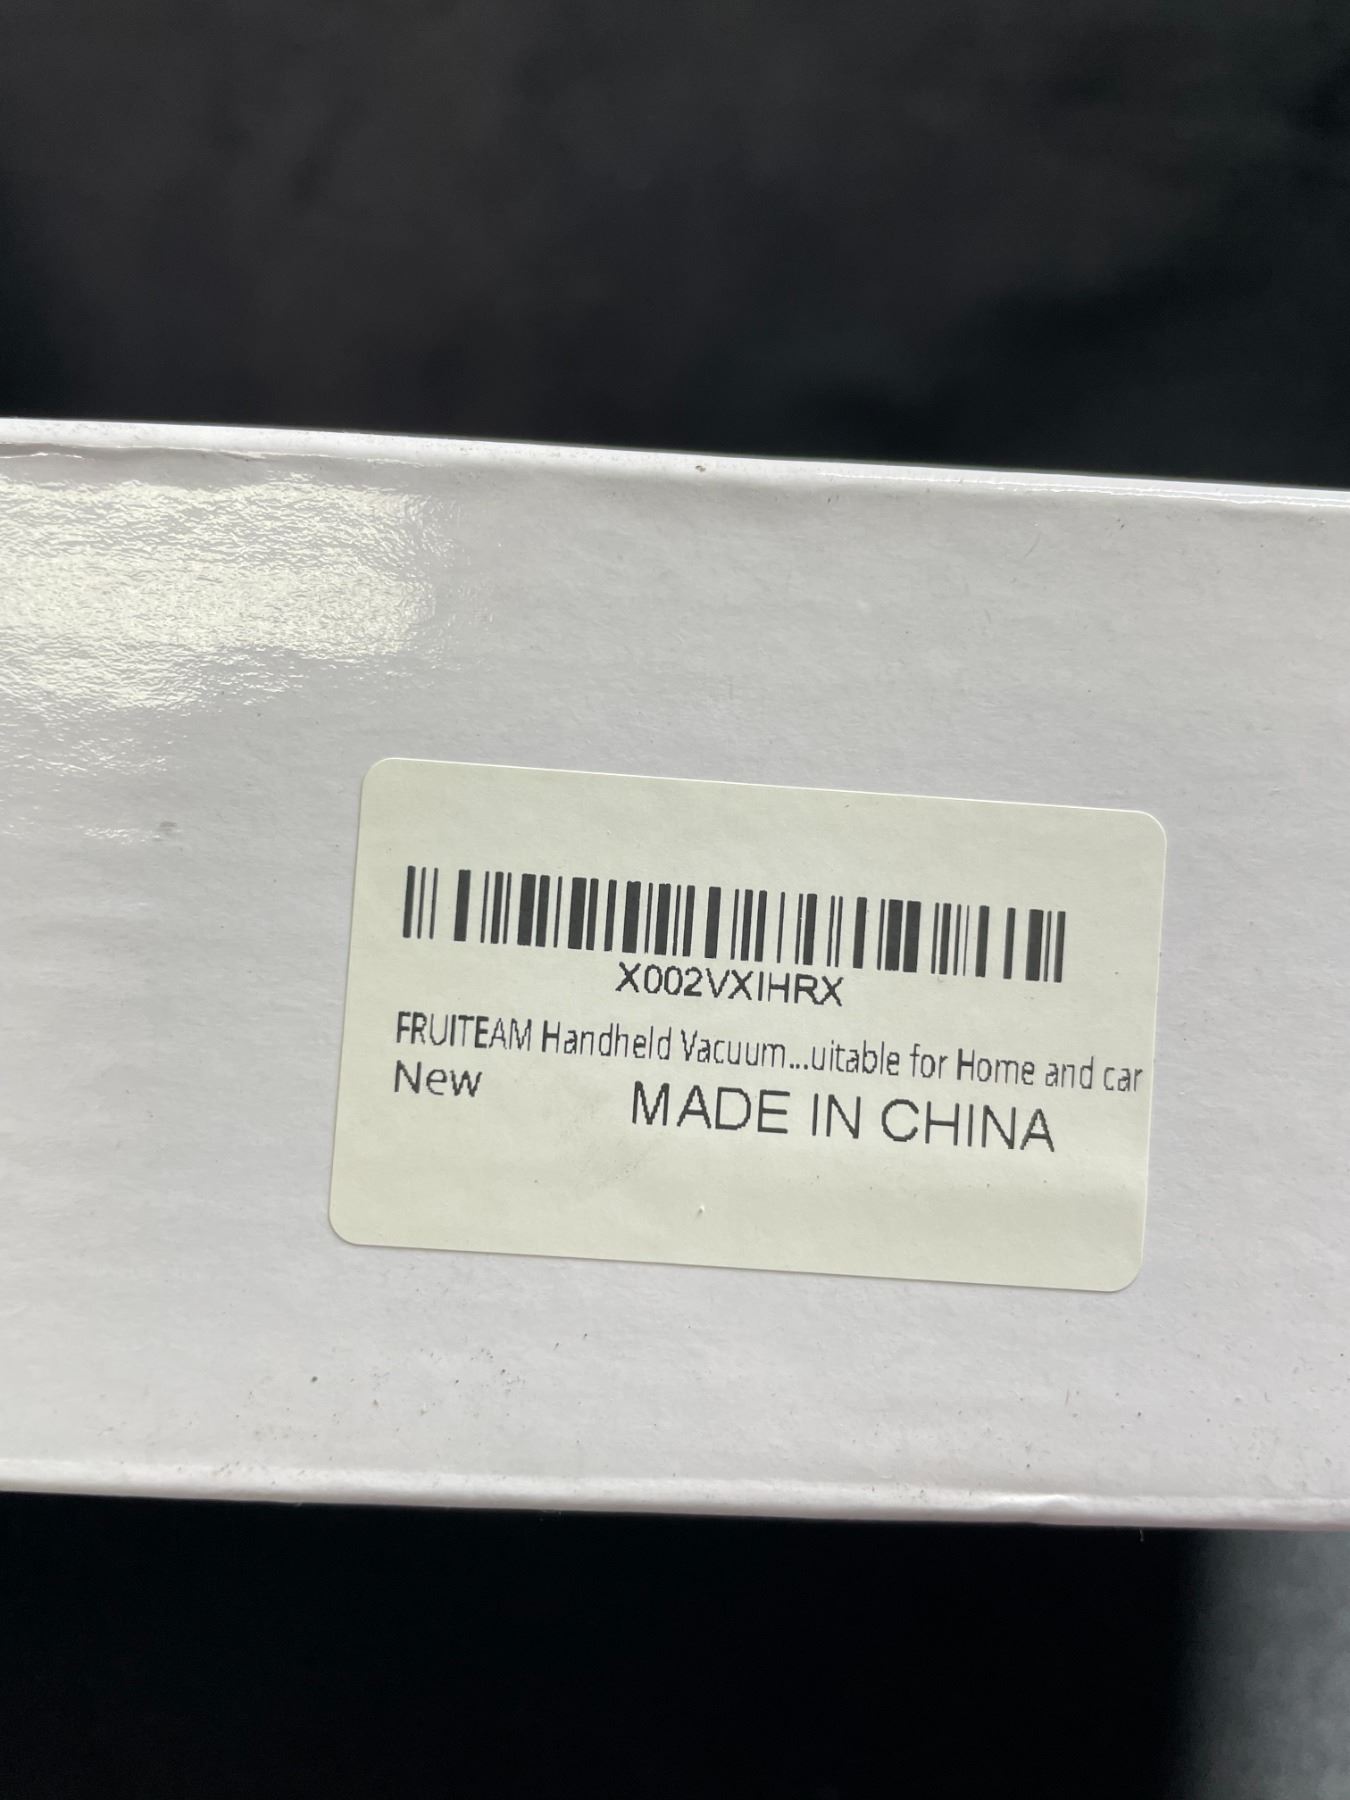 X002VXIHRX
FRUITEAM Handheld Vacuum...uitable for Home and car
New
MADE IN CHINA